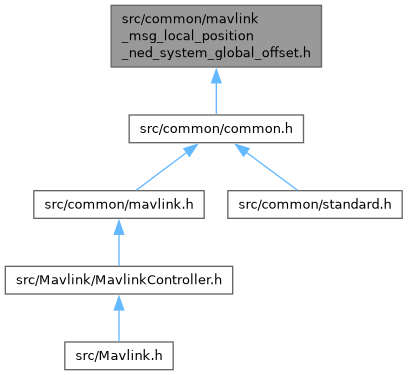 src/common/mavlink
_msg_local_position
_ned_system_global_offset.h
src/common/common.h
src/common/mavlink.h
src/common/standard.h
src/Mavlink/MavlinkController.h
src/Mavlink.h